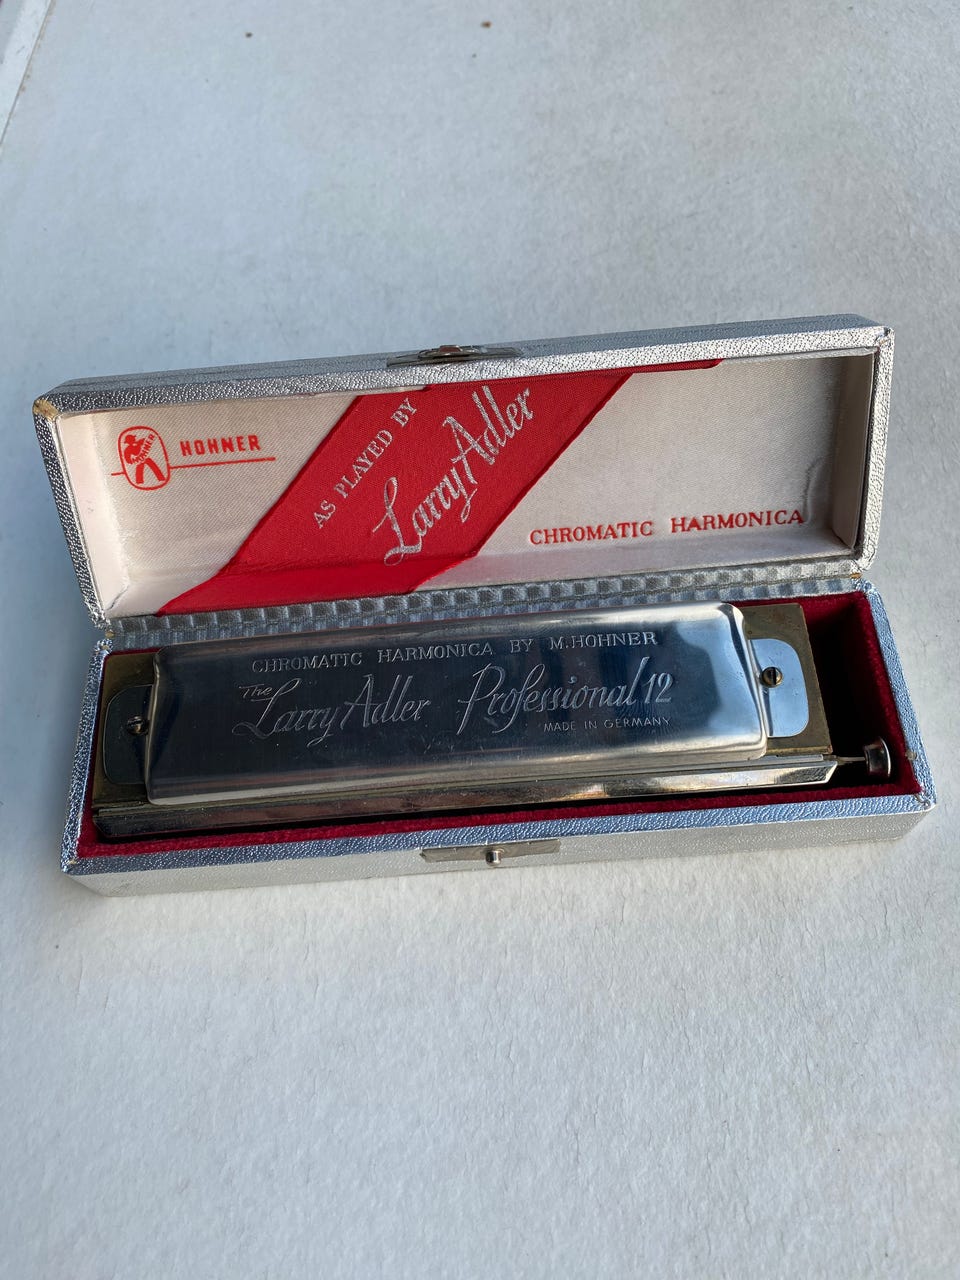 HOHNER
HOHNER
AS PLAYED BY
Larry Adler
CHROMATIC HARMONICA
CHROMATIC HARMONICA BY M. HOHNER
The Larry Adler Professional 12
MADE IN GERMANY